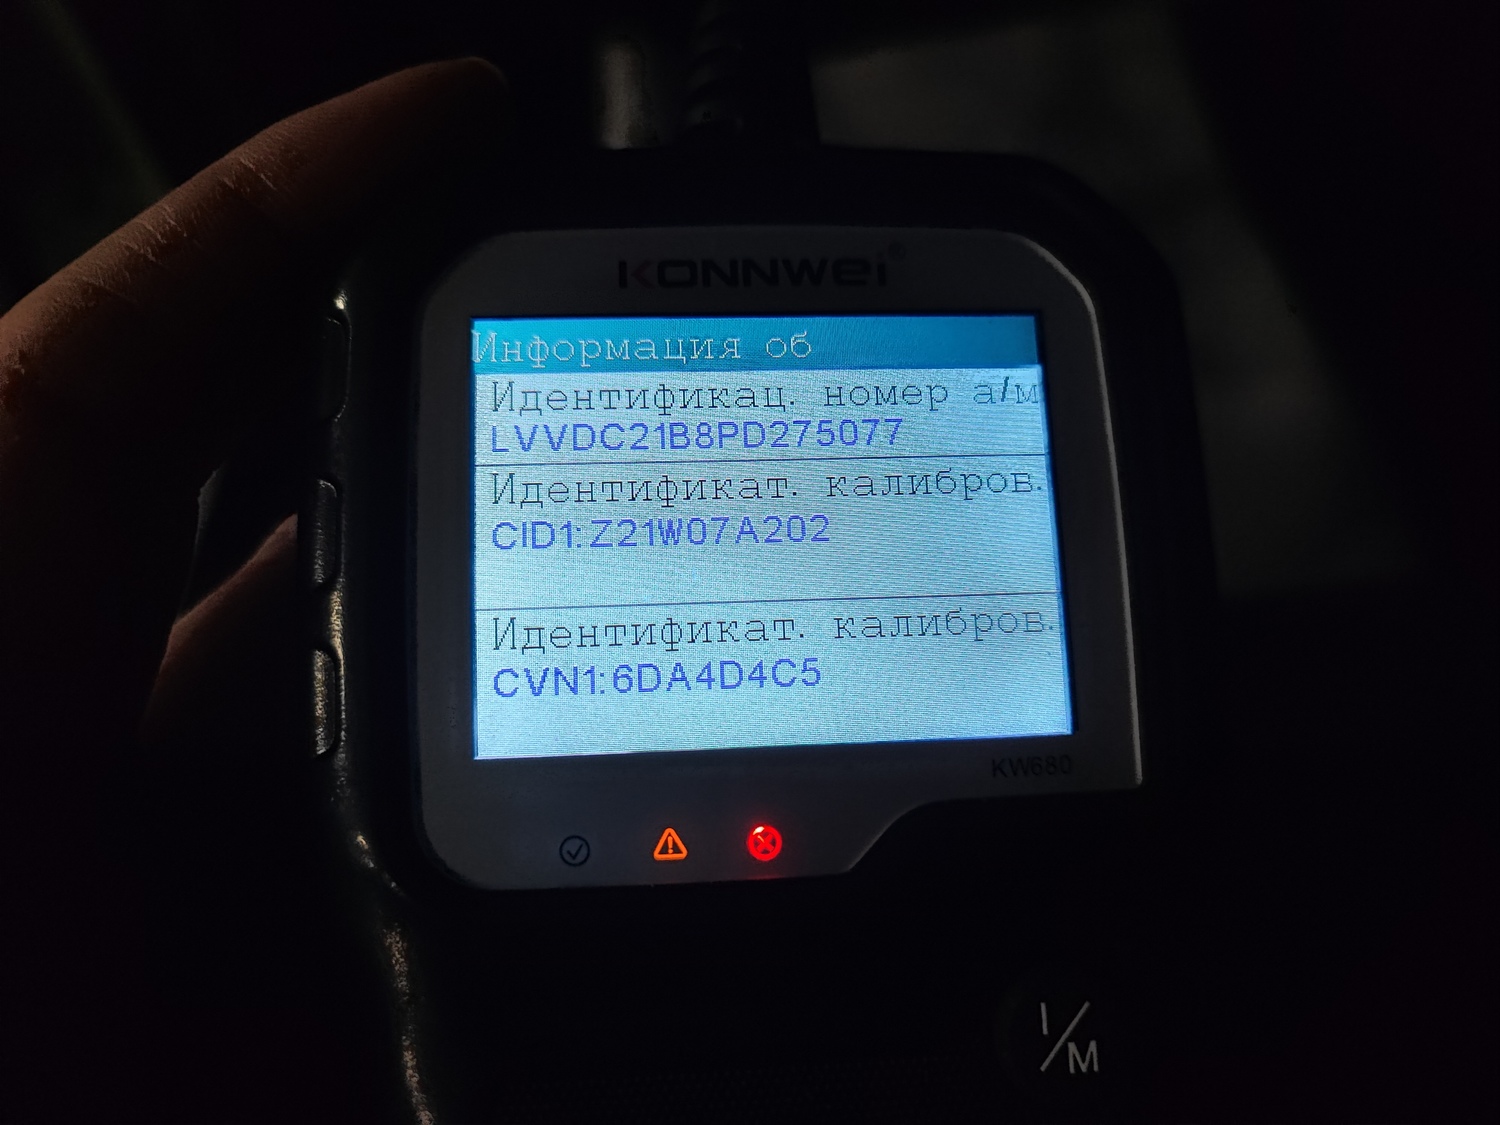 KONNWEI®
Информация об
Идентификац. номер а/м
LVVDC21B8PD275077
Идентификат. калибров.
CID1:Z21W07A202
Идентификат. калибров.
CVN1:6DA4D4C5
KW680
I/M